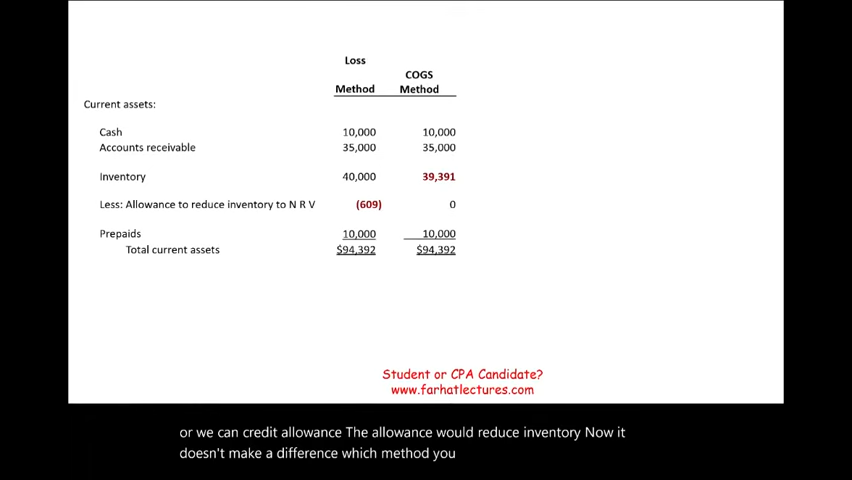 Loss
COGS
Method Method
Current assets:
Cash 10,000 10,000
Accounts receivable 35,000 35,000
Inventory 40,000 39,391
Less: Allowance to reduce inventory to N R V (609) 0
Prepaids 10,000 10,000
Total current assets $94,392 $94,392
Student or CPA Candidate?
www.farhatlectures.com
or we can credit allowance The allowance would reduce inventory Now it
doesn't make a difference which method you